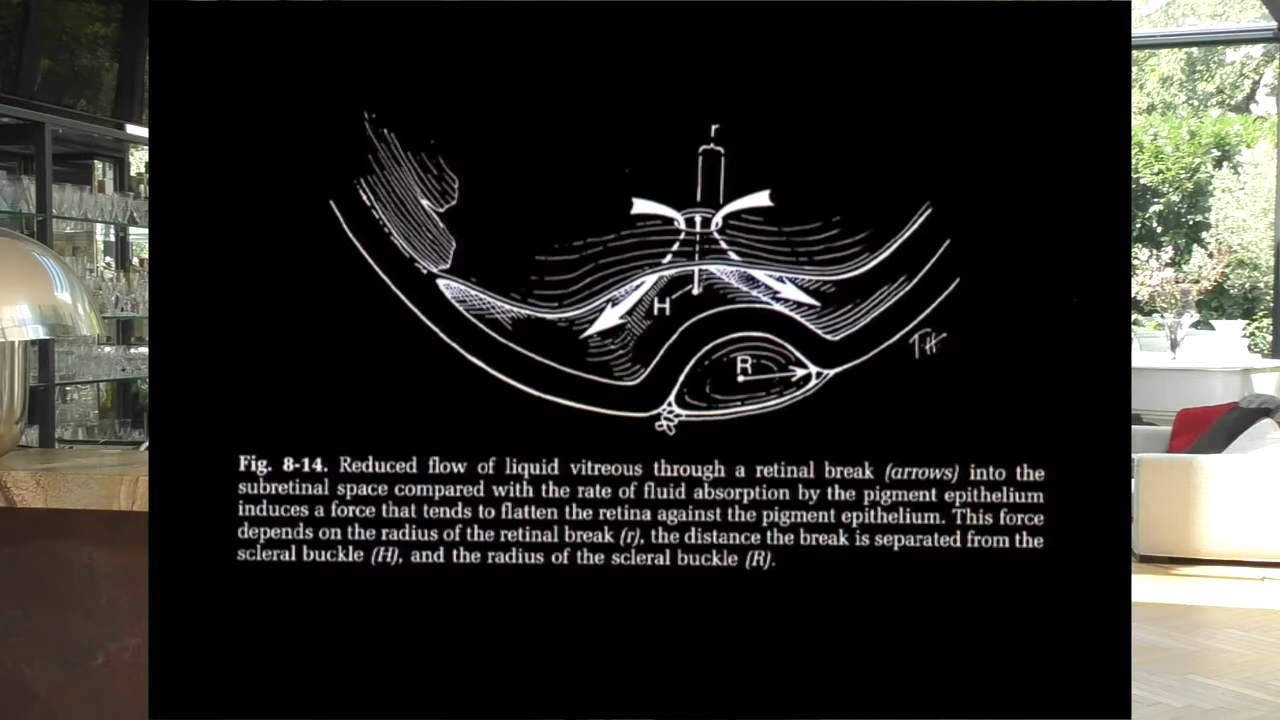 r
H
R
TH
Fig. 8-14. Reduced flow of liquid vitreous through a retinal break (arrows) into the
subretinal space compared with the rate of fluid absorption by the pigment epithelium
induces a force that tends to flatten the retina against the pigment epithelium. This force
depends on the radius of the retinal break (r), the distance the break is separated from the
scleral buckle (H), and the radius of the scleral buckle (R).